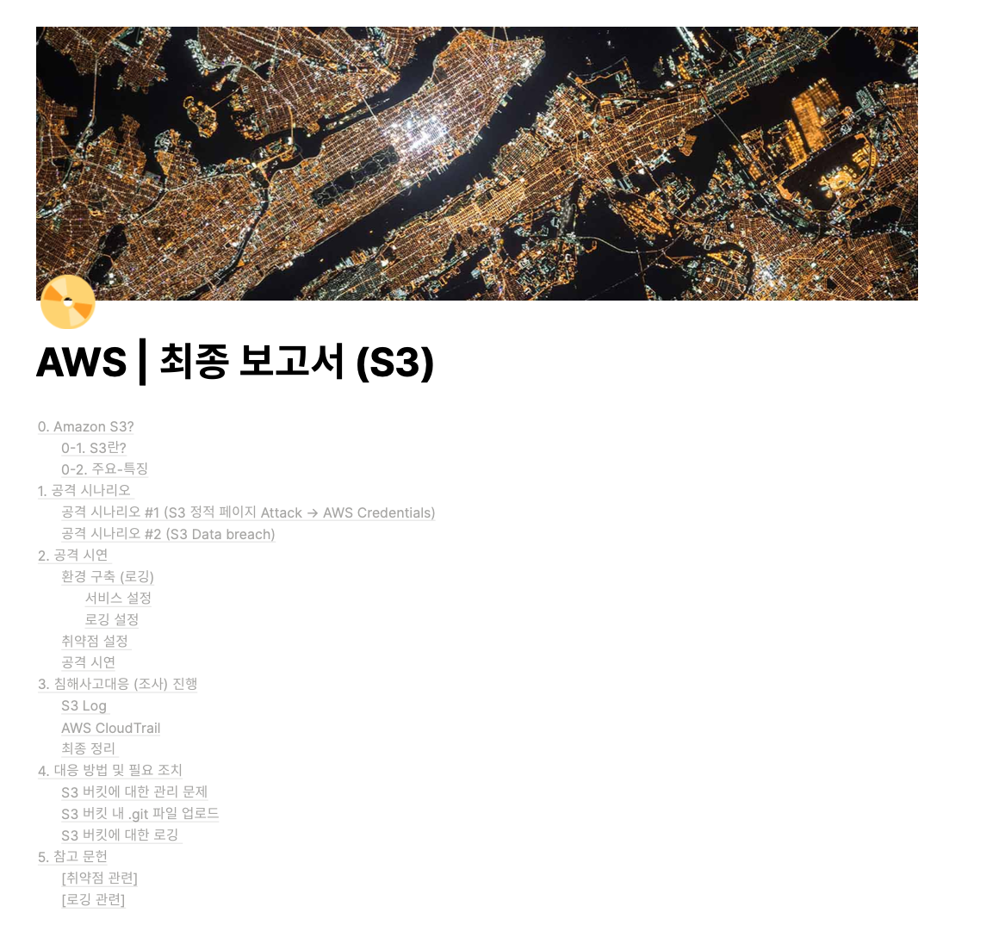 AWS | 최종 보고서 (S3)
0. Amazon S3?
0-1. S3란?
0-2. 주요-특징
1. 공격 시나리오
공격 시나리오 #1 (S3 정적 페이지 Attack → AWS Credentials)
공격 시나리오 #2 (S3 Data breach)
2. 공격 시연
환경 구축 (로깅)
서비스 설정
로깅 설정
취약점 설정
공격 시연
3. 침해사고대응 (조사) 진행
S3 Log
AWS CloudTrail
최종 정리
4. 대응 방법 및 필요 조치
S3 버킷에 대한 관리 문제
S3 버킷 내 .git 파일 업로드
S3 버킷에 대한 로깅
5. 참고 문헌
[취약점 관련]
[로깅 관련]